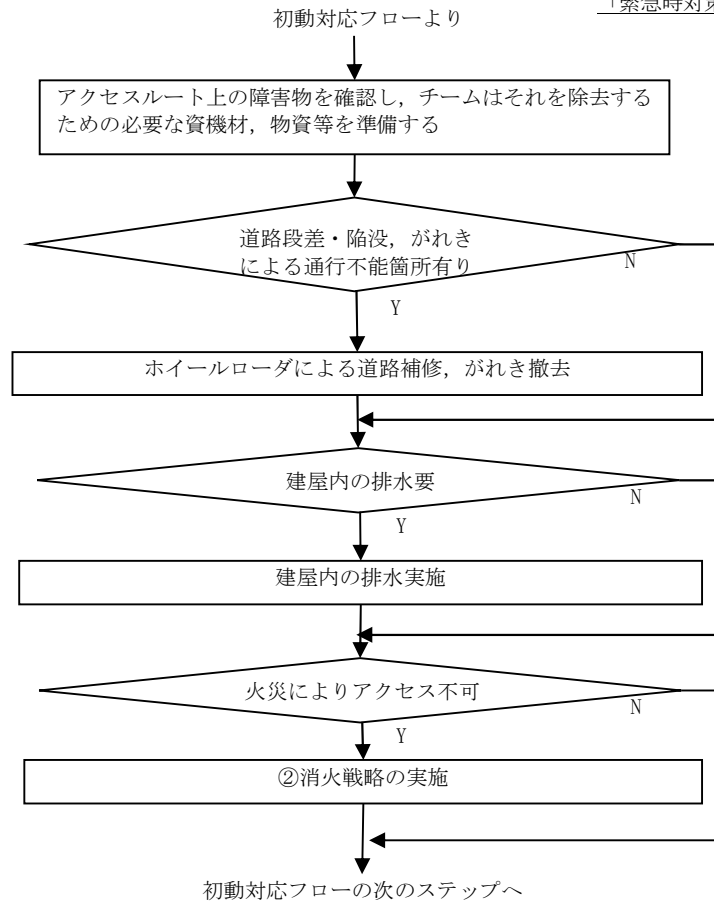 初動対応フローより
「緊急時対策
アクセスルート上の障害物を確認し，チームはそれを除去する
ための必要な資機材，物資等を準備する
道路段差・陥没，がれき
による通行不能箇所有り
N
Y
ホイールローダによる道路補修，がれき撤去
建屋内の排水要
N
Y
建屋内の排水実施
火災によりアクセス不可
N
Y
②消火戦略の実施
初動対応フローの次のステップへ